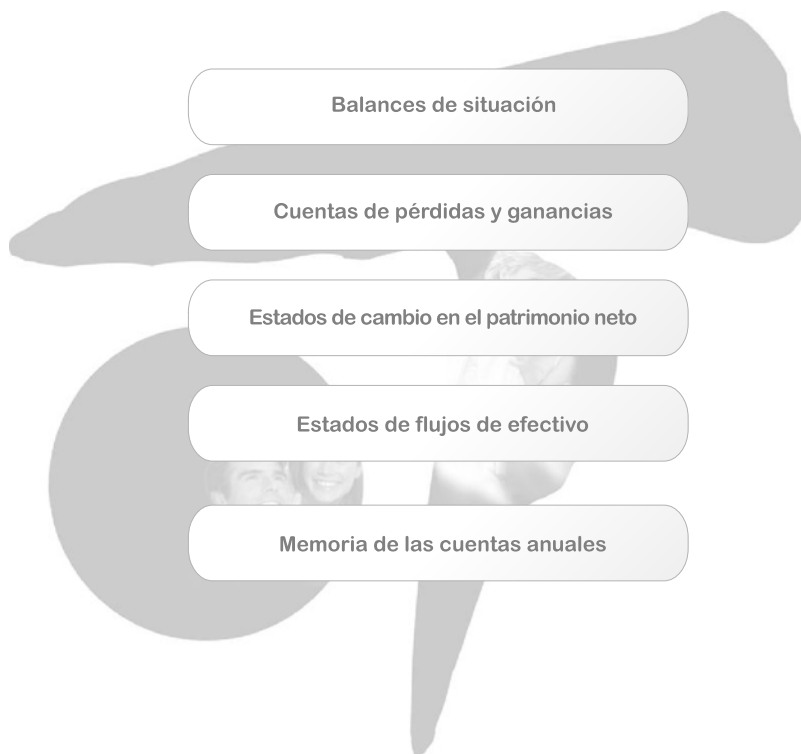 Balances de situación
Cuentas de pérdidas y ganancias
Estados de cambio en el patrimonio neto
Estados de flujos de efectivo
Memoria de las cuentas anuales